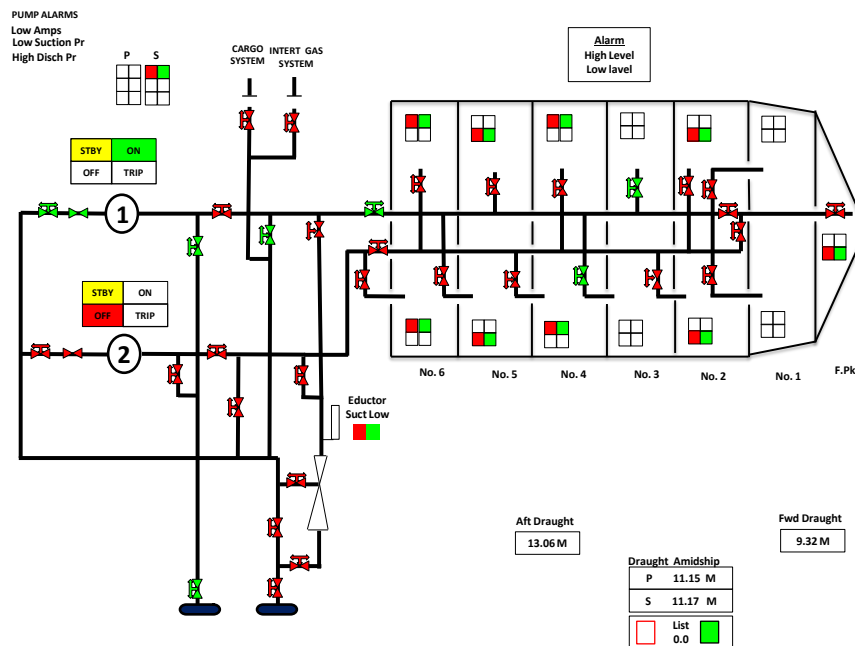 PUMP ALARMS
Low Amps
Low Suction Pr
High Disch Pr
P S
CARGO SYSTEM
INTERT GAS SYSTEM
Alarm
High Level
Low lavel
STBY ON
OFF TRIP
1
STBY ON
OFF TRIP
2
No. 6 No. 5 No. 4 No. 3 No. 2 No. 1 F.Pk
Eductor
Suct Low
Aft Draught
13.06 M
Fwd Draught
9.32 M
Draught Amidship
P 11.15 M
S 11.17 M
List
0.0